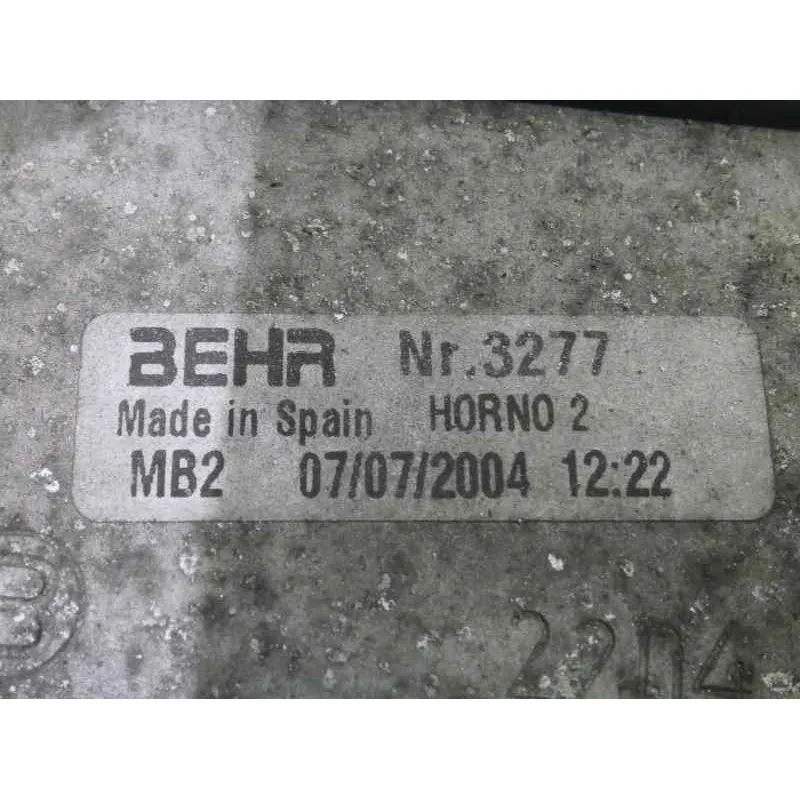 BEHR Nr.3277
Made in Spain HORNO 2
MB2 07/07/2004 12:22